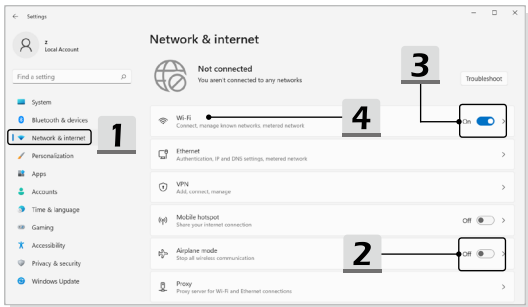 Settings
z
Local Account
Find a setting
System
Bluetooth & devices
Network & internet
Personalization
Apps
Accounts
Time & language
Gaming
Accessibility
Privacy & security
Windows Update
1
Network & internet
Not connected
You aren't connected to any networks
Troubleshoot
3
Wi-Fi
Connect, manage known networks, metered network
4
On
Ethernet
Authentication, IP and DNS settings, metered network
VPN
Add, connect, manage
Mobile hotspot
Share your internet connection
Off
Airplane mode
Stop all wireless communication
2
Off
Proxy
Proxy server for Wi-Fi and Ethernet connections